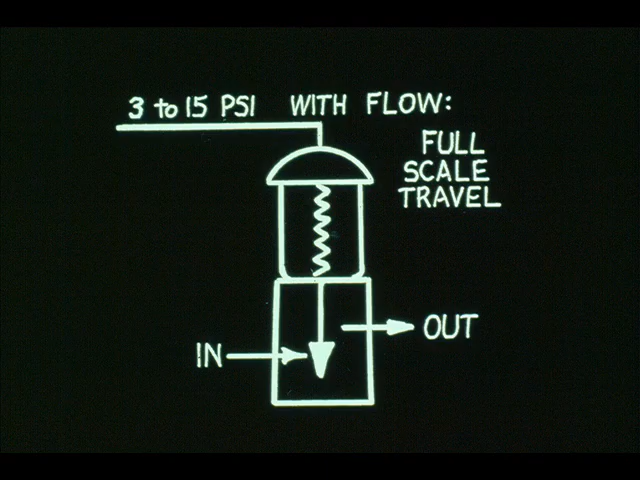 3 to 15 PSI WITH FLOW:
FULL
SCALE
TRAVEL
OUT
IN